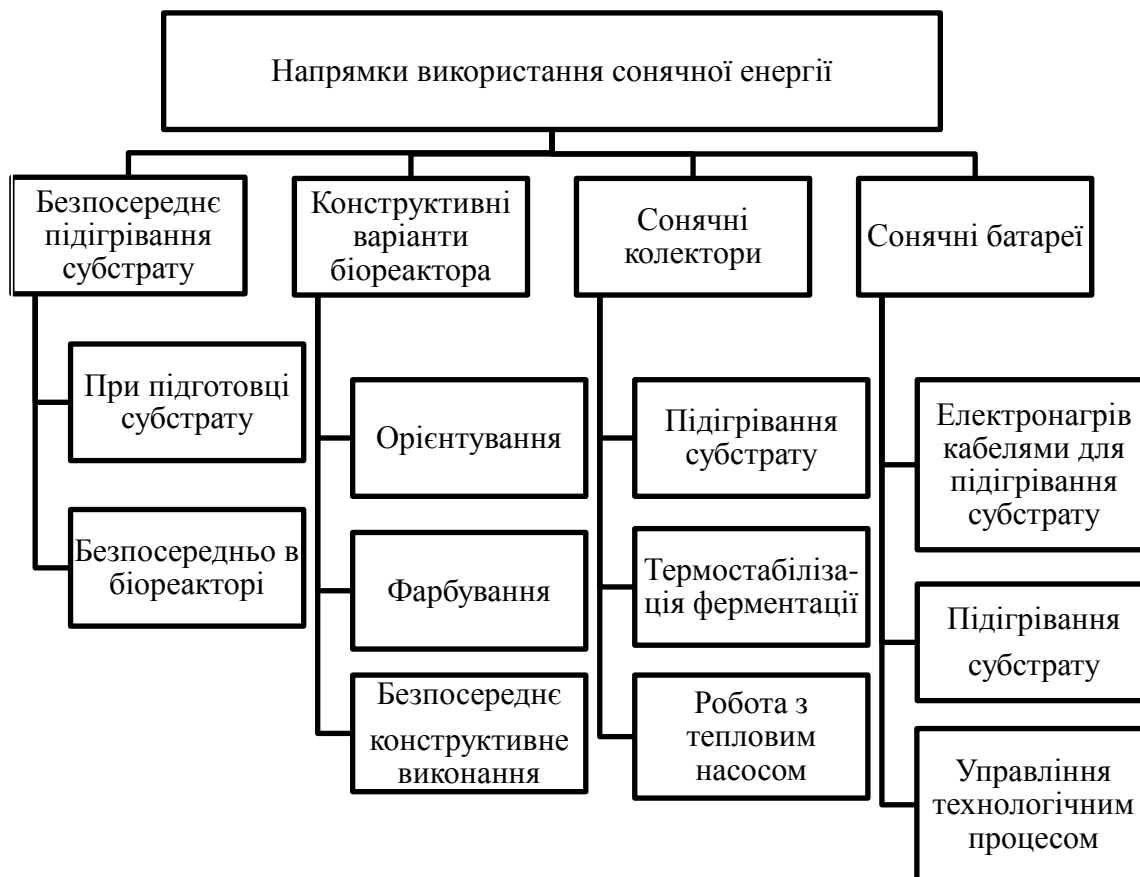 Напрямки використання сонячної енергії
Безпосереднє
підігрівання
субстрату
Конструктивні
варіанти
біореактора
Сонячні
колектори
Сонячні батареї
При підготовці
субстрату
Безпосередньо в
біореакторі
Орієнтування
Фарбування
Безпосереднє
конструктивне
виконання
Підігрівання
субстрату
Термостабіліза-
ція ферментації
Робота з
тепловим
насосом
Електронагрів
кабелями для
підігрівання
субстрату
Підігрівання
субстрату
Управління
технологічним
процесом